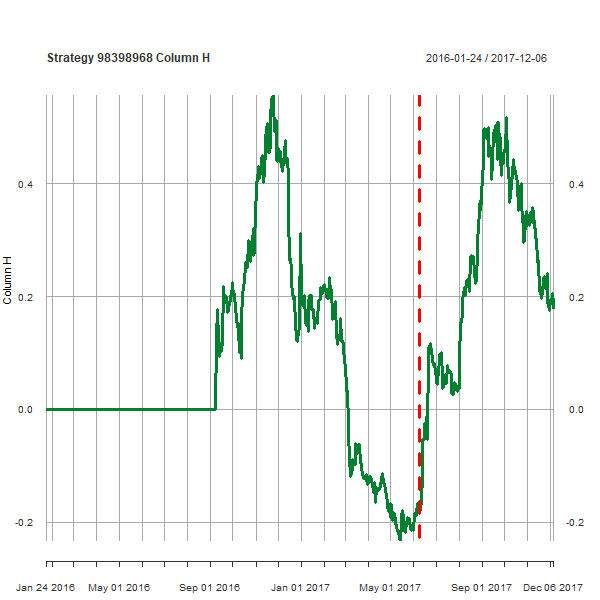 Strategy 98398968 Column H
2016-01-24 / 2017-12-06
Column H
0.4
0.4
0.2
0.2
0.0
0.0
-0.2
-0.2
Jan 24 2016
May 01 2016
Sep 01 2016
Jan 01 2017
May 01 2017
Sep 01 2017
Dec 06 2017